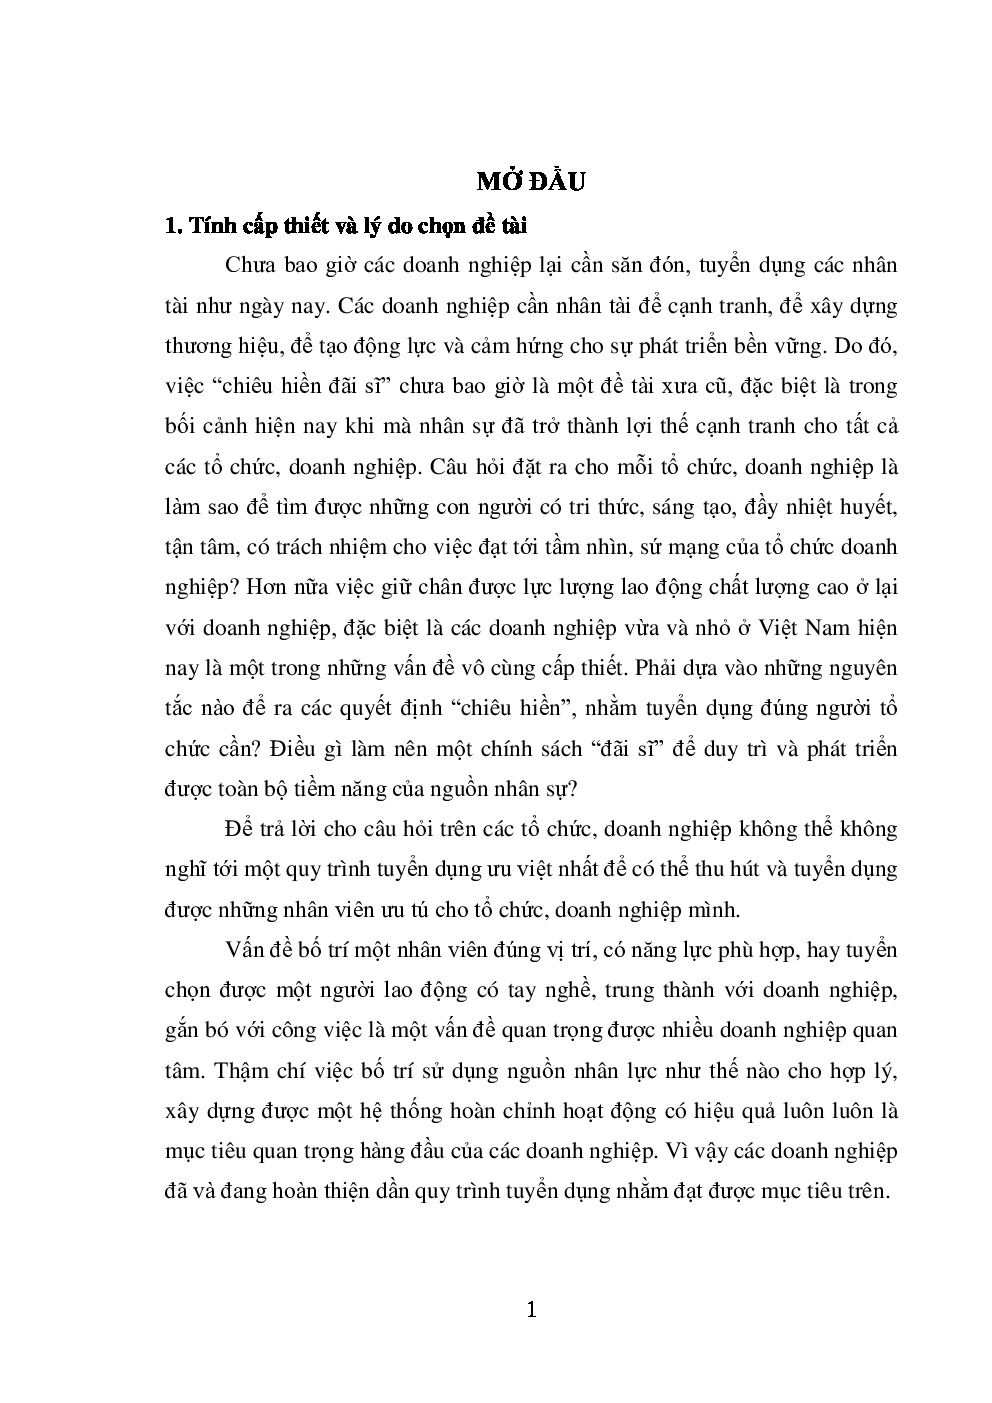 MỞ ĐẦU
1. Tính cấp thiết và lý do chọn đề tài
Chưa bao giờ các doanh nghiệp lại cần săn đón, tuyển dụng các nhân
tài như ngày nay. Các doanh nghiệp cần nhân tài để cạnh tranh, để xây dựng
thương hiệu, để tạo động lực và cảm hứng cho sự phát triển bền vững. Do đó,
việc “chiêu hiền đãi sĩ” chưa bao giờ là một đề tài xưa cũ, đặc biệt là trong
bối cảnh hiện nay khi mà nhân sự đã trở thành lợi thế cạnh tranh cho tất cả
các tổ chức, doanh nghiệp. Câu hỏi đặt ra cho mỗi tổ chức, doanh nghiệp là
làm sao để tìm được những con người có tri thức, sáng tạo, đầy nhiệt huyết,
tận tâm, có trách nhiệm cho việc đạt tới tầm nhìn, sứ mạng của tổ chức doanh
nghiệp? Hơn nữa việc giữ chân được lực lượng lao động chất lượng cao ở lại
với doanh nghiệp, đặc biệt là các doanh nghiệp vừa và nhỏ ở Việt Nam hiện
nay là một trong những vấn đề vô cùng cấp thiết. Phải dựa vào những nguyên
tắc nào để ra các quyết định “chiêu hiền”, nhằm tuyển dụng đúng người tổ
chức cần? Điều gì làm nên một chính sách “đãi sĩ” để duy trì và phát triển
được toàn bộ tiềm năng của nguồn nhân sự?
Để trả lời cho câu hỏi trên các tổ chức, doanh nghiệp không thể không
nghĩ tới một quy trình tuyển dụng ưu việt nhất để có thể thu hút và tuyển dụng
được những nhân viên ưu tú cho tổ chức, doanh nghiệp mình.
Vấn đề bố trí một nhân viên đúng vị trí, có năng lực phù hợp, hay tuyển
chọn được một người lao động có tay nghề, trung thành với doanh nghiệp,
gắn bó với công việc là một vấn đề quan trọng được nhiều doanh nghiệp quan
tâm. Thậm chí việc bố trí sử dụng nguồn nhân lực như thế nào cho hợp lý,
xây dựng được một hệ thống hoàn chỉnh hoạt động có hiệu quả luôn luôn là
mục tiêu quan trọng hàng đầu của các doanh nghiệp. Vì vậy các doanh nghiệp
đã và đang hoàn thiện dần quy trình tuyển dụng nhằm đạt được mục tiêu trên.
1